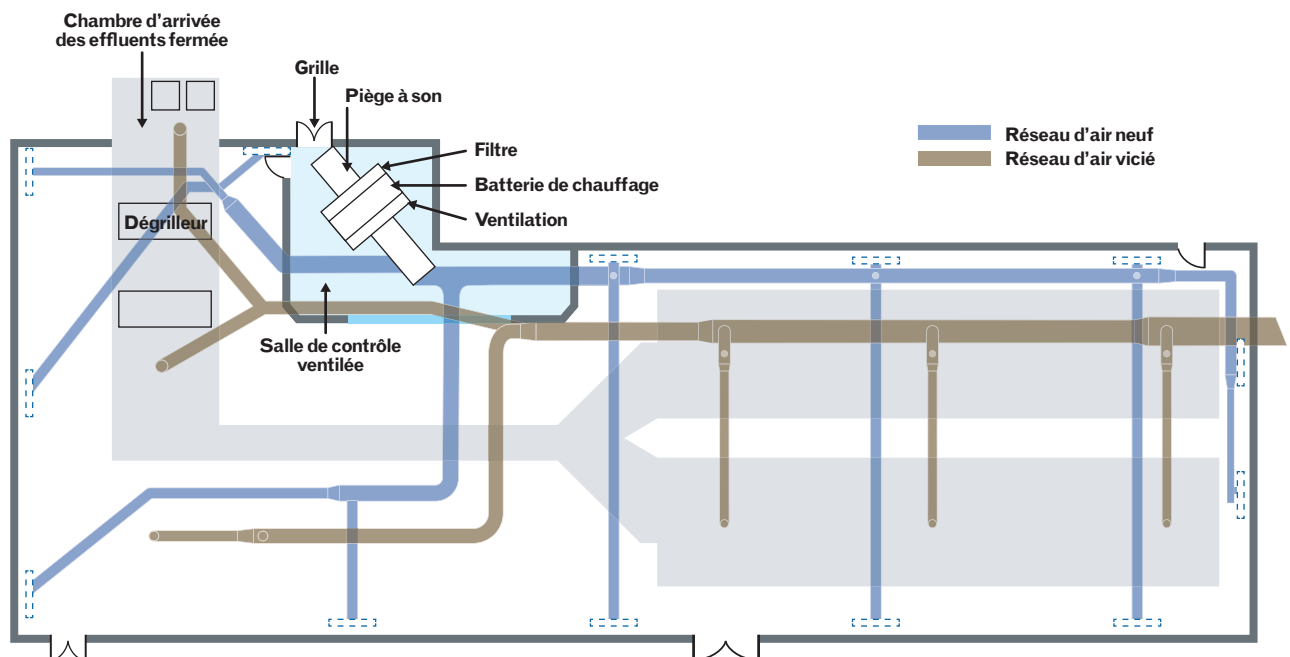 Chambre d’arrivée
des effluents fermée
Grille
Piège à son
Filtre
Batterie de chauffage
Ventilation
Réseau d’air neuf
Réseau d’air vicié
Dégrilleur
Salle de contrôle
ventilée